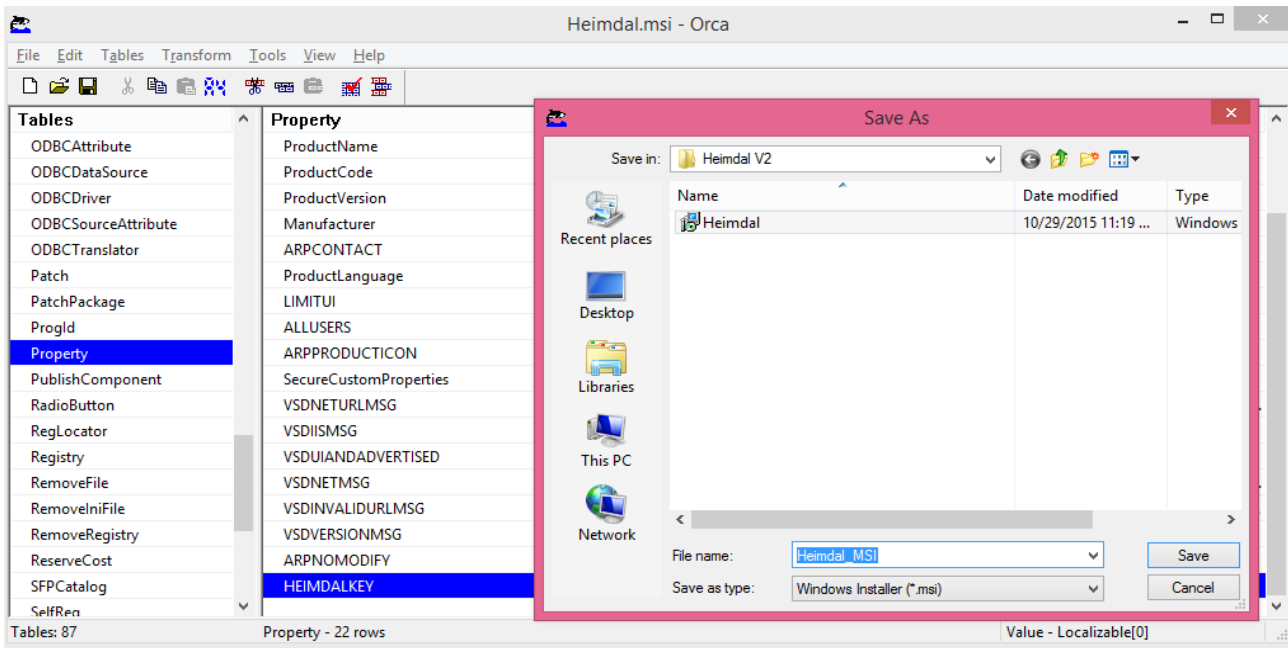 Heimdal.msi - Orca
File Edit Tables Transform Tools View Help
Tables
ODBCAttribute
ODBCDataSource
ODBCDriver
ODBCSourceAttribute
ODBCTranslator
Patch
PatchPackage
ProgId
Property
PublishComponent
RadioButton
RegLocator
Registry
RemoveFile
RemoveIniFile
RemoveRegistry
ReserveCost
SFPCatalog
SelfReg
Property
ProductName
ProductCode
ProductVersion
Manufacturer
ARPCONTACT
ProductLanguage
LIMITUI
ALLUSERS
ARPPRODUCTICON
SecureCustomProperties
VSDNETURLMSG
VSDIISMSG
VSDUIANDADVERTISED
VSDNETMSG
VSDINVALIDURLMSG
VSDVERSIONMSG
ARPNOMODIFY
HEIMDALKEY
Save As
Save in: Heimdal V2
Recent places
Desktop
Libraries
This PC
Network
Name Date modified Type
Heimdal 10/29/2015 11:19 ... Windows
File name: Heimdal_MSI Save
Save as type: Windows Installer (*.msi) Cancel
Tables: 87 Property - 22 rows Value - Localizable[0]